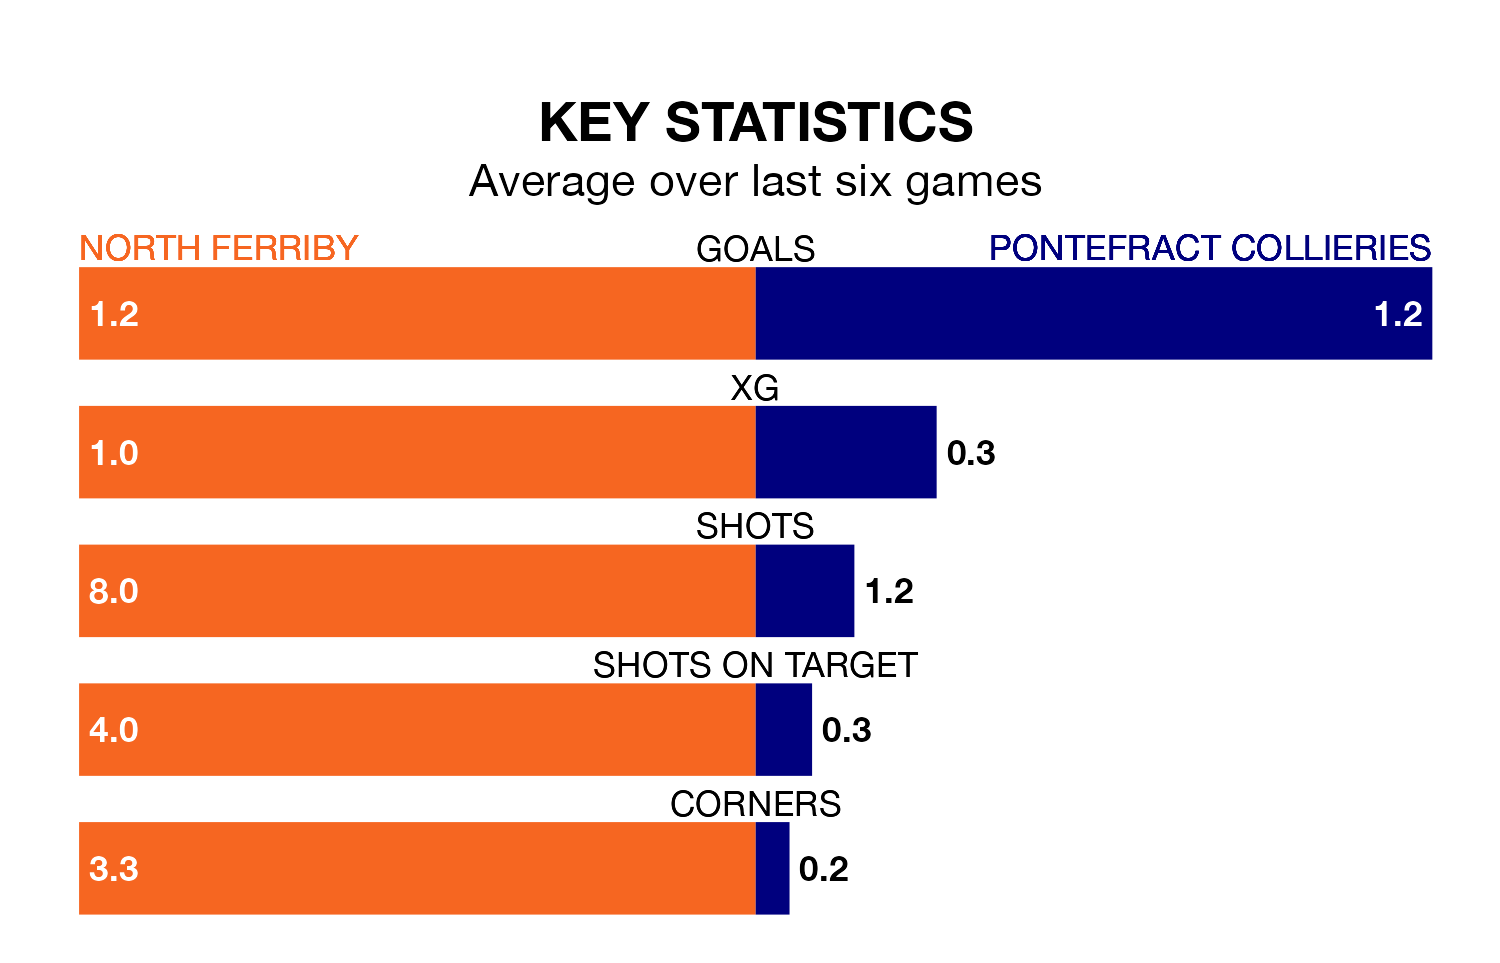 KEY STATISTICS
Average over last six games
NORTH FERRIBY GOALS PONTEFRACT COLLIERIES
1.2 1.2
XG
1.0 0.3
SHOTS
8.0 1.2
SHOTS ON TARGET
4.0 0.3
CORNERS
3.3 0.2